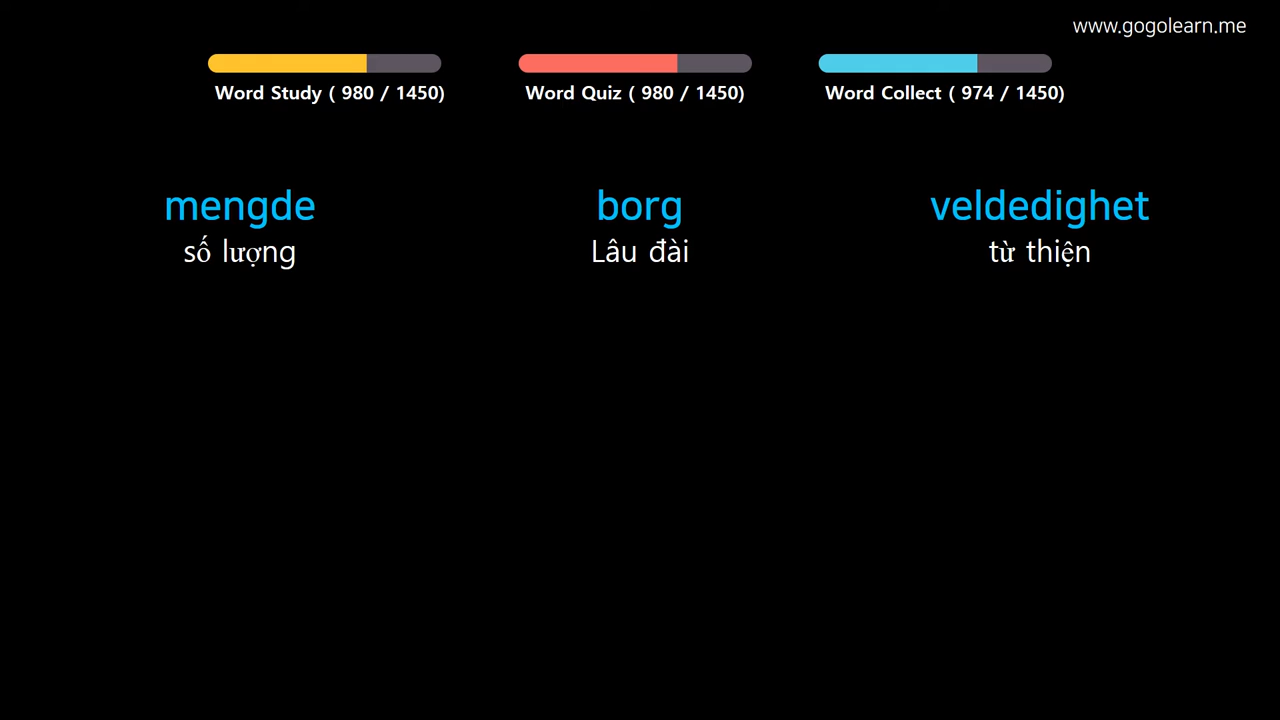 www.gogolearn.me
Word Study ( 980 / 1450)
Word Quiz ( 980 / 1450)
Word Collect ( 974 / 1450)
mengde
số lượng
borg
Lâu đài
veldedighet
từ thiện